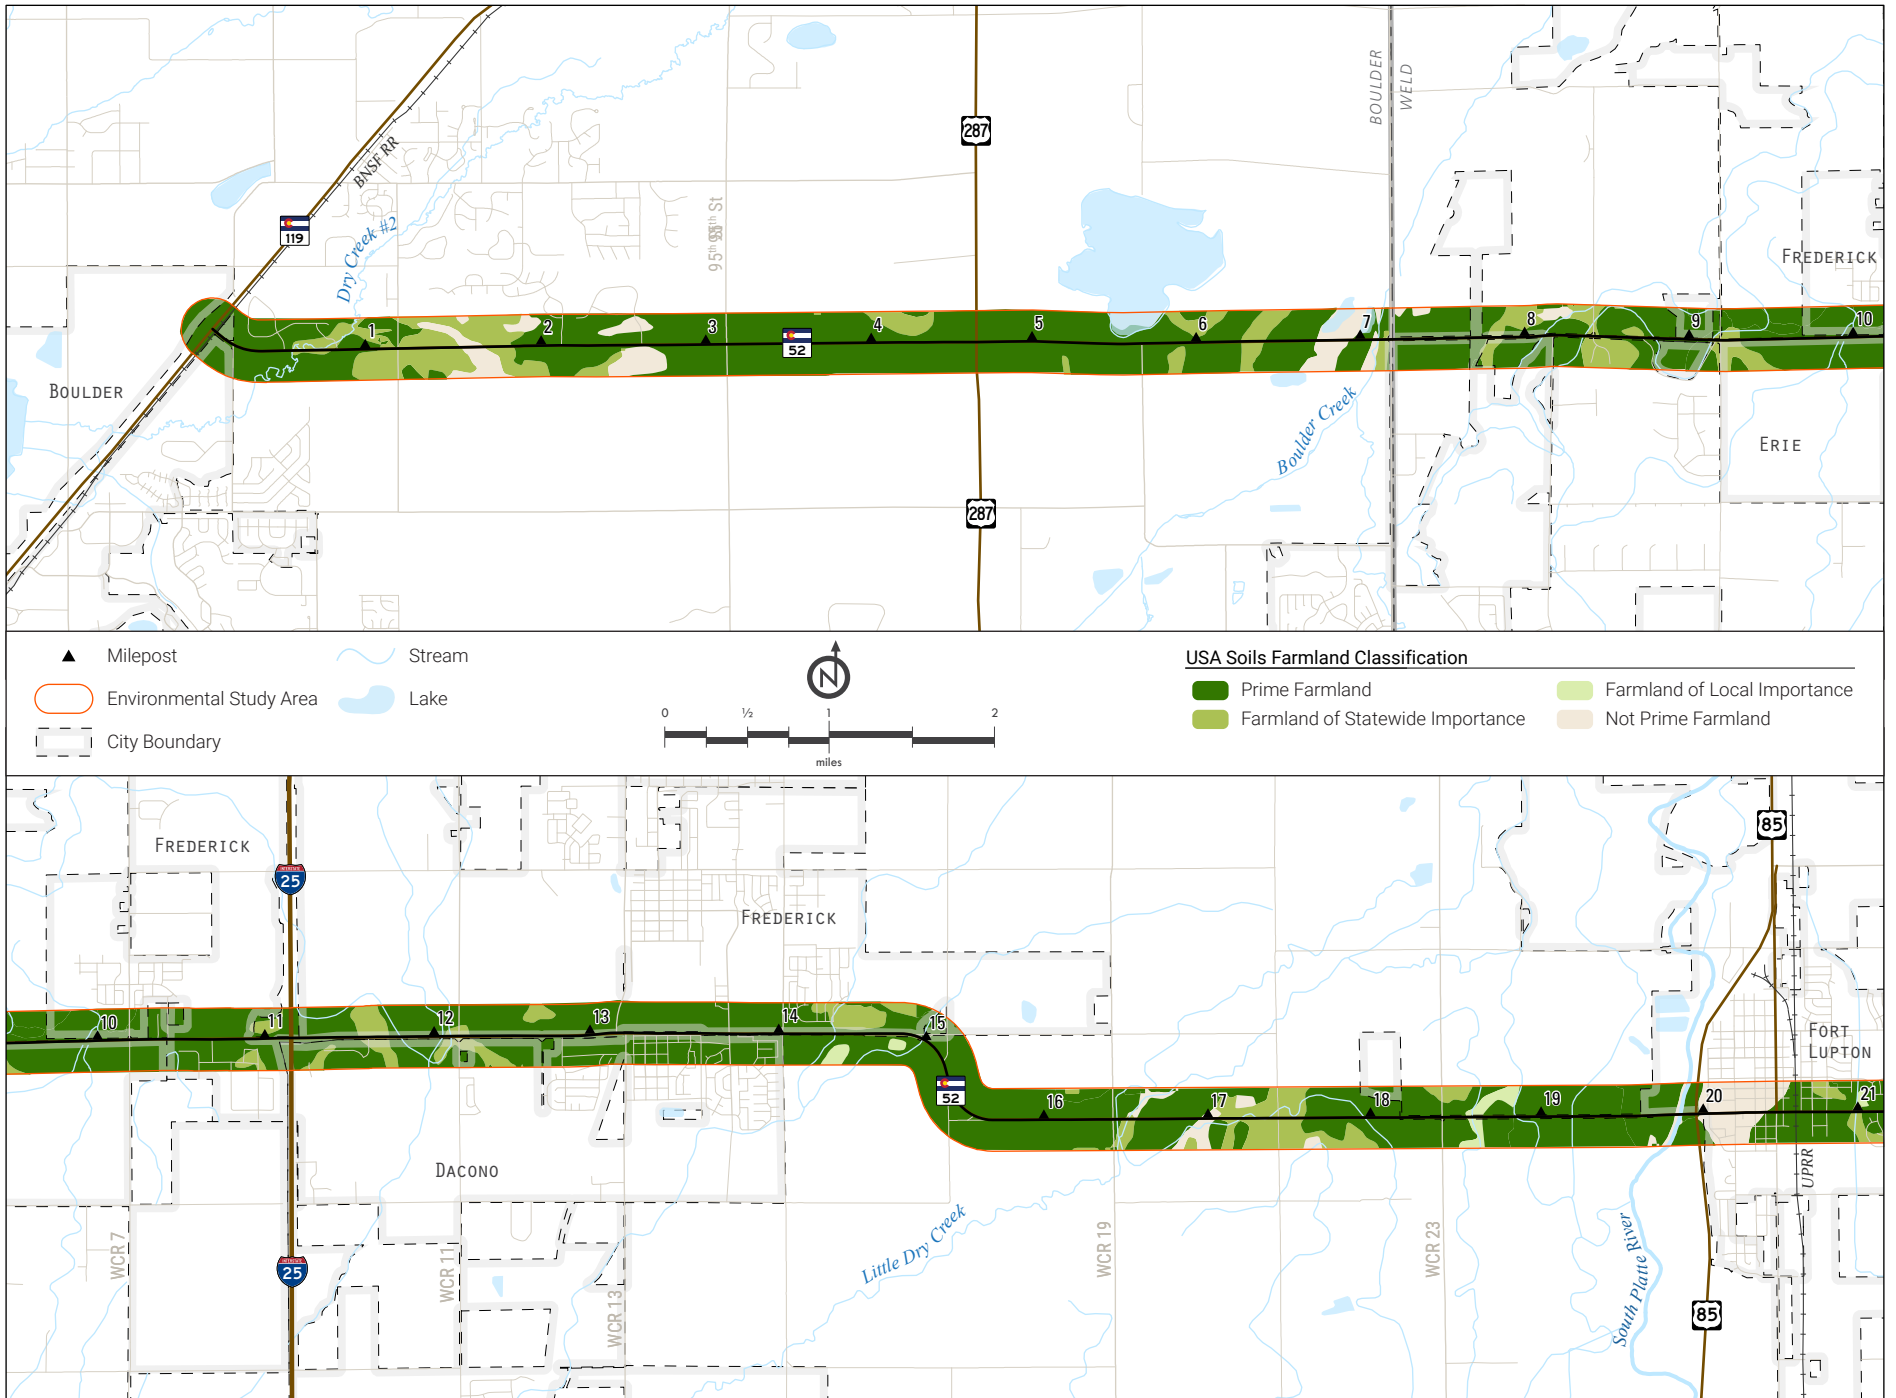 BOULDER
WELD
287
BNSF RR
119
Dry Creek #2
95th St
FREDERICK
1
2
3
52
4
5
6
7
8
9
10
BOULDER
Boulder Creek
ERIE
287
Milepost
Stream
Environmental Study Area
Lake
City Boundary
N
0 ½ 1 2
miles
USA Soils Farmland Classification
Prime Farmland
Farmland of Local Importance
Farmland of Statewide Importance
Not Prime Farmland
85
FREDERICK
INTERSTATE
25
FREDERICK
10
11
12
13
14
15
FORT
LUPTON
52
16
17
18
19
20
21
DACONO
UPRR
Little Dry Creek
WCR 7
WCR 11
WCR 13
WCR 19
WCR 23
South Platte River
INTERSTATE
25
85